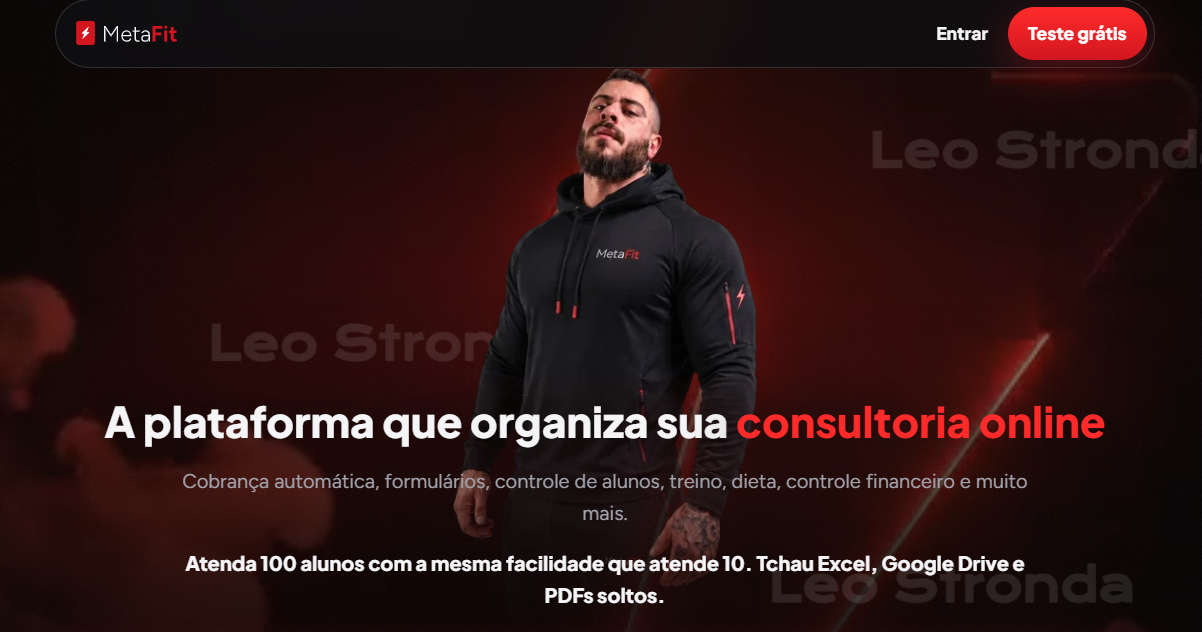 MetaFit
Entrar
Teste grátis
Leo Strond
MetaFit
Leo Stron
A plataforma que organiza sua consultoria online
Cobrança automática, formulários, controle de alunos, treino, dieta, controle financeiro e muito
mais.
Atenda 100 alunos com a mesma facilidade que atende 10. Tchau Excel, Google Drive e
PDFs soltos.
Leo Stronda